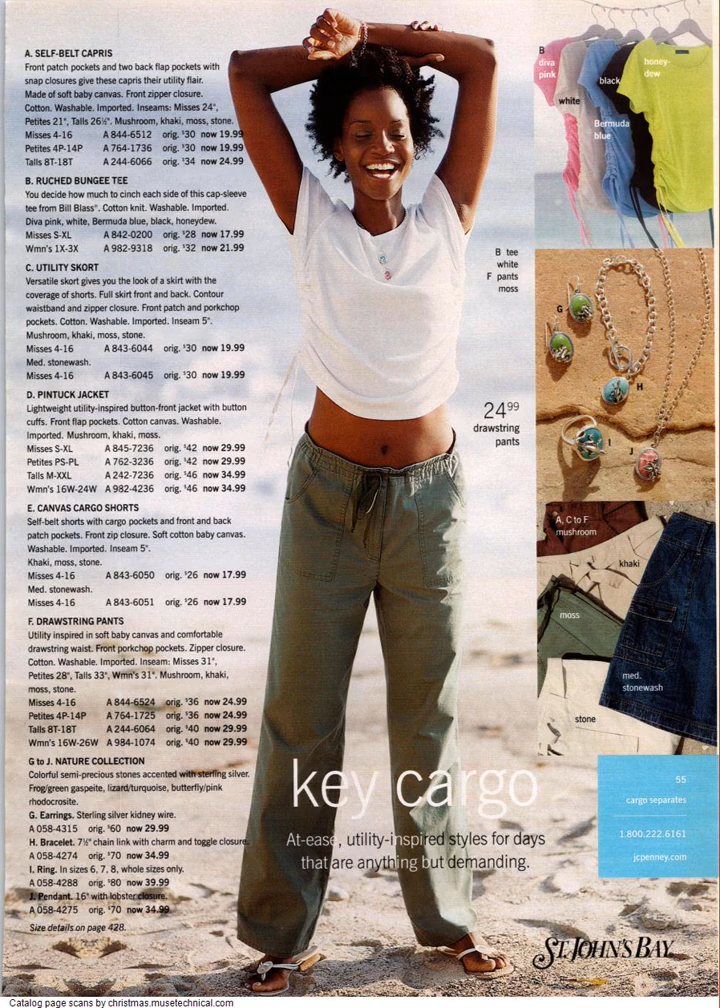 A. SELF-BELT CAPRIS
Front patch pockets and two back flap pockets with
snap closures give these capris their utility flair.
Made of soft baby canvas. Front zipper closure.
Cotton. Washable. Imported. Inseams: Misses 24",
Petites 21", Talls 26½". Mushroom, khaki, moss, stone.
Misses 4-16 A 844-6512 orig. $30 now 19.99
Petites 4P-14P A 764-1736 orig. $30 now 19.99
Talls 8T-18T A 244-6066 orig. $34 now 24.99
B. RUCHED BUNGEE TEE
You decide how much to cinch each side of this cap-sleeve
tee from Bill Blass®. Cotton knit. Washable. Imported.
Diva pink, white, Bermuda blue, black, honeydew.
Misses S-XL A 842-0200 orig. $28 now 17.99
Wmn's 1X-3X A 982-9318 orig. $32 now 21.99
C. UTILITY SKORT
Versatile skort gives you the look of a skirt with the
coverage of shorts. Full skirt front and back. Contour
waistband and zipper closure. Front patch and porkchop
pockets. Cotton. Washable. Imported. Inseam 5".
Mushroom, khaki, moss, stone.
Misses 4-16 A 843-6044 orig. $30 now 19.99
Med. stonewash.
Misses 4-16 A 843-6045 orig. $30 now 19.99
D. PINTUCK JACKET
Lightweight utility-inspired button-front jacket with button
cuffs. Front flap pockets. Cotton canvas. Washable.
Imported. Mushroom, khaki, moss.
Misses S-XL A 845-7236 orig. $42 now 29.99
Petites PS-PL A 762-3236 orig. $42 now 29.99
Talls M-XXL A 242-7236 orig. $46 now 34.99
Wmn's 16W-24W A 982-4236 orig. $46 now 34.99
E. CANVAS CARGO SHORTS
Self-belt shorts with cargo pockets and front and back
patch pockets. Front zip closure. Soft cotton baby canvas.
Washable. Imported. Inseam 5".
Khaki, moss, stone.
Misses 4-16 A 843-6050 orig. $26 now 17.99
Med. stonewash.
Misses 4-16 A 843-6051 orig. $26 now 17.99
F. DRAWSTRING PANTS
Utility inspired in soft baby canvas and comfortable
drawstring waist. Front porkchop pockets. Zipper closure.
Cotton. Washable. Imported. Inseam: Misses 31",
Petites 28", Talls 33", Wmn's 31". Mushroom, khaki,
moss, stone.
Misses 4-16 A 844-6524 orig. $36 now 24.99
Petites 4P-14P A 764-1725 orig. $36 now 24.99
Talls 8T-18T A 244-6064 orig. $40 now 29.99
Wmn's 16W-26W A 984-1074 orig. $40 now 29.99
G to J. NATURE COLLECTION
Colorful semi-precious stones accented with sterling silver.
Frog/green gaspeite, lizard/turquoise, butterfly/pink
rhodocrosite.
G. Earrings. Sterling silver kidney wire.
A 058-4315 orig. $60 now 29.99
H. Bracelet. 7½" chain link with charm and toggle closure.
A 058-4274 orig. $70 now 34.99
I. Ring. In sizes 6, 7, 8, whole sizes only.
A 058-4288 orig. $80 now 39.99
J. Pendant. 16" with lobster closure.
A 058-4275 orig. $70 now 34.99
Size details on page 428.
B tee
white
F pants
moss
24 99
drawstring
pants
key cargo
At-ease, utility-inspired styles for days
that are anything but demanding.
B
diva
pink
white
Bermuda
blue
black
honey-
dew
G
H
I
J
A, C to F
mushroom
khaki
moss
med.
stonewash
stone
55
cargo separates
1.800.222.6161
jcpenney.com
ST. JOHN'S BAY
Catalog page scans by christmas.musetechnical.com